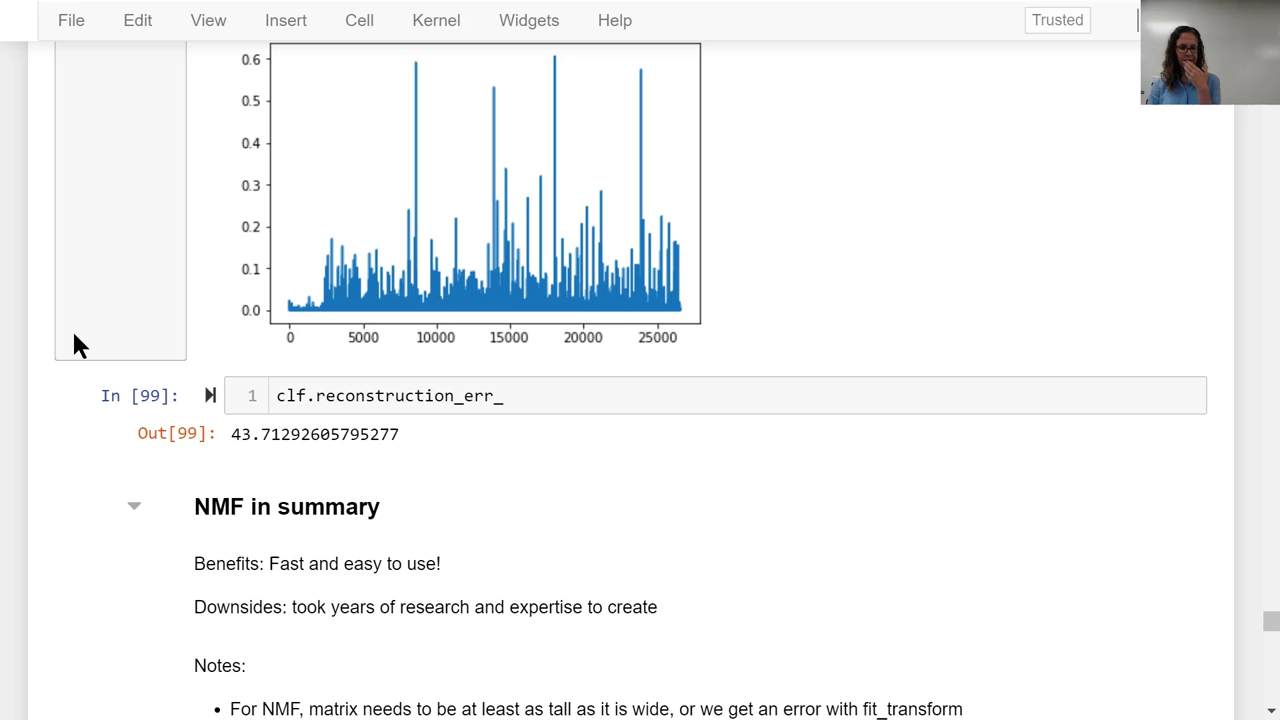 File Edit View Insert Cell Kernel Widgets Help Trusted
0.6
0.5
0.4
0.3
0.2
0.1
0.0
0 5000 10000 15000 20000 25000
In [99]: 1 clf.reconstruction_err_
Out[99]: 43.71292605795277
NMF in summary
Benefits: Fast and easy to use!
Downsides: took years of research and expertise to create
Notes:
• For NMF, matrix needs to be at least as tall as it is wide, or we get an error with fit_transform